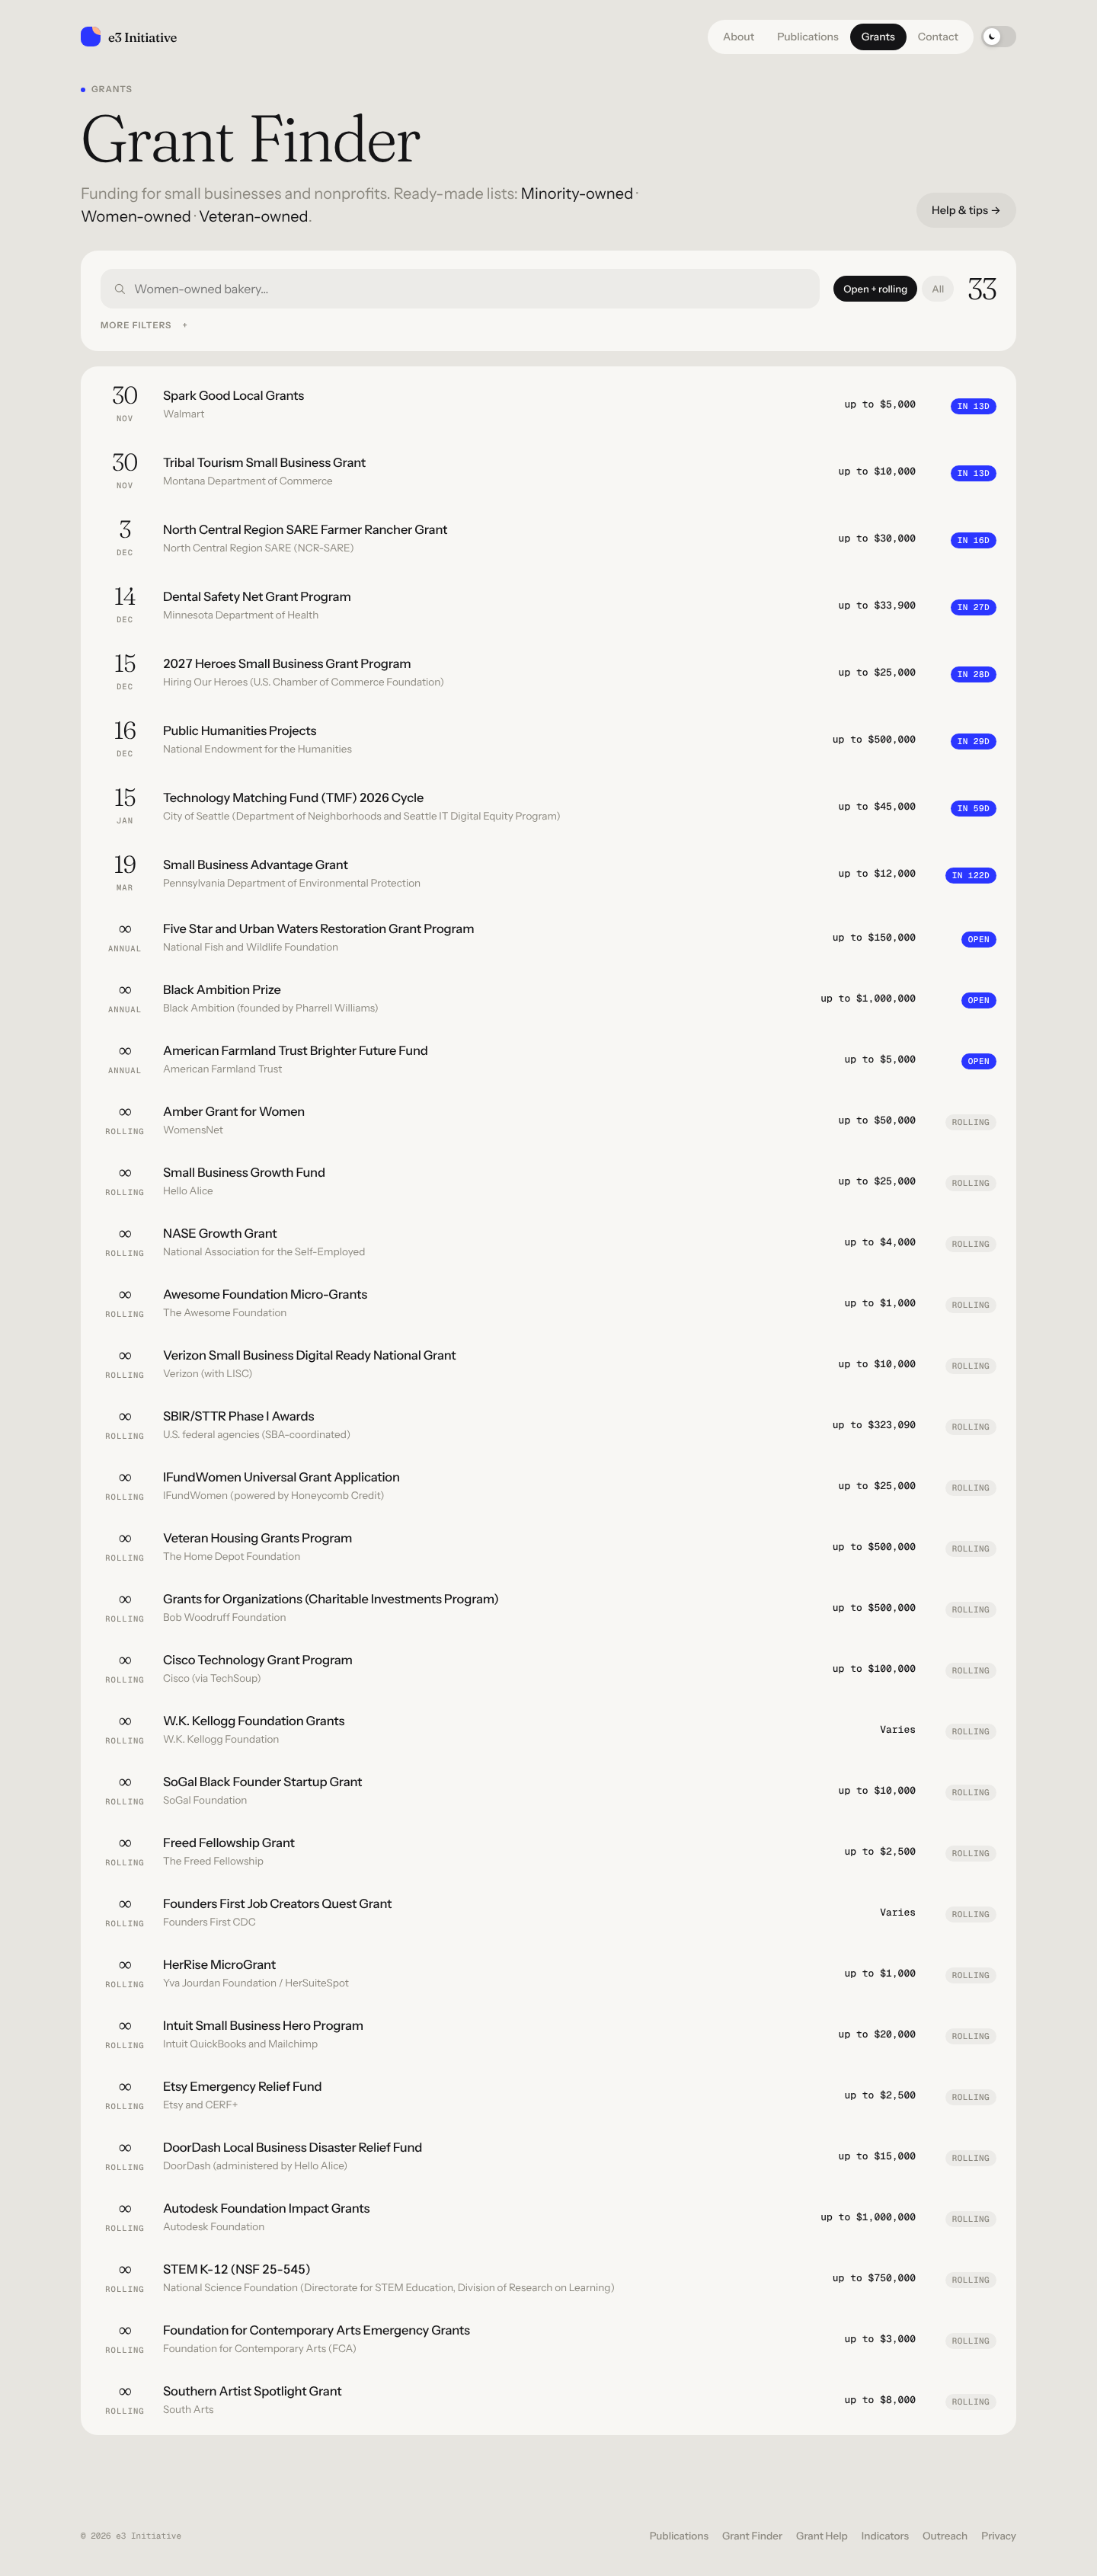 e3 Initiative
About Publications Grants Contact
GRANTS
Grant Finder
Funding for small businesses and nonprofits. Ready-made lists: Minority-owned ·
Women-owned · Veteran-owned.
Help & tips →
Women-owned bakery...
Open + rolling All 33
MORE FILTERS +
30 NOV
Spark Good Local Grants
Walmart
up to $5,000
IN 13D
30 NOV
Tribal Tourism Small Business Grant
Montana Department of Commerce
up to $10,000
IN 13D
3 DEC
North Central Region SARE Farmer Rancher Grant
North Central Region SARE (NCR-SARE)
up to $30,000
IN 16D
14 DEC
Dental Safety Net Grant Program
Minnesota Department of Health
up to $33,900
IN 27D
15 DEC
2027 Heroes Small Business Grant Program
Hiring Our Heroes (U.S. Chamber of Commerce Foundation)
up to $25,000
IN 28D
16 DEC
Public Humanities Projects
National Endowment for the Humanities
up to $500,000
IN 29D
15 JAN
Technology Matching Fund (TMF) 2026 Cycle
City of Seattle (Department of Neighborhoods and Seattle IT Digital Equity Program)
up to $45,000
IN 59D
19 MAR
Small Business Advantage Grant
Pennsylvania Department of Environmental Protection
up to $12,000
IN 122D
∞ ANNUAL
Five Star and Urban Waters Restoration Grant Program
National Fish and Wildlife Foundation
up to $150,000
OPEN
∞ ANNUAL
Black Ambition Prize
Black Ambition (founded by Pharrell Williams)
up to $1,000,000
OPEN
∞ ANNUAL
American Farmland Trust Brighter Future Fund
American Farmland Trust
up to $5,000
OPEN
∞ ROLLING
Amber Grant for Women
WomensNet
up to $50,000
ROLLING
∞ ROLLING
Small Business Growth Fund
Hello Alice
up to $25,000
ROLLING
∞ ROLLING
NASE Growth Grant
National Association for the Self-Employed
up to $4,000
ROLLING
∞ ROLLING
Awesome Foundation Micro-Grants
The Awesome Foundation
up to $1,000
ROLLING
∞ ROLLING
Verizon Small Business Digital Ready National Grant
Verizon (with LISC)
up to $10,000
ROLLING
∞ ROLLING
SBIR/STTR Phase I Awards
U.S. federal agencies (SBA-coordinated)
up to $323,090
ROLLING
∞ ROLLING
IFundWomen Universal Grant Application
IFundWomen (powered by Honeycomb Credit)
up to $25,000
ROLLING
∞ ROLLING
Veteran Housing Grants Program
The Home Depot Foundation
up to $500,000
ROLLING
∞ ROLLING
Grants for Organizations (Charitable Investments Program)
Bob Woodruff Foundation
up to $500,000
ROLLING
∞ ROLLING
Cisco Technology Grant Program
Cisco (via TechSoup)
up to $100,000
ROLLING
∞ ROLLING
W.K. Kellogg Foundation Grants
W.K. Kellogg Foundation
Varies
ROLLING
∞ ROLLING
SoGal Black Founder Startup Grant
SoGal Foundation
up to $10,000
ROLLING
∞ ROLLING
Freed Fellowship Grant
The Freed Fellowship
up to $2,500
ROLLING
∞ ROLLING
Founders First Job Creators Quest Grant
Founders First CDC
Varies
ROLLING
∞ ROLLING
HerRise MicroGrant
Yva Jourdan Foundation / HerSuiteSpot
up to $1,000
ROLLING
∞ ROLLING
Intuit Small Business Hero Program
Intuit QuickBooks and Mailchimp
up to $20,000
ROLLING
∞ ROLLING
Etsy Emergency Relief Fund
Etsy and CERF+
up to $2,500
ROLLING
∞ ROLLING
DoorDash Local Business Disaster Relief Fund
DoorDash (administered by Hello Alice)
up to $15,000
ROLLING
∞ ROLLING
Autodesk Foundation Impact Grants
Autodesk Foundation
up to $1,000,000
ROLLING
∞ ROLLING
STEM K-12 (NSF 25-545)
National Science Foundation (Directorate for STEM Education, Division of Research on Learning)
up to $750,000
ROLLING
∞ ROLLING
Foundation for Contemporary Arts Emergency Grants
Foundation for Contemporary Arts (FCA)
up to $3,000
ROLLING
∞ ROLLING
Southern Artist Spotlight Grant
South Arts
up to $8,000
ROLLING
© 2026 e3 Initiative
Publications Grant Finder Grant Help Indicators Outreach Privacy